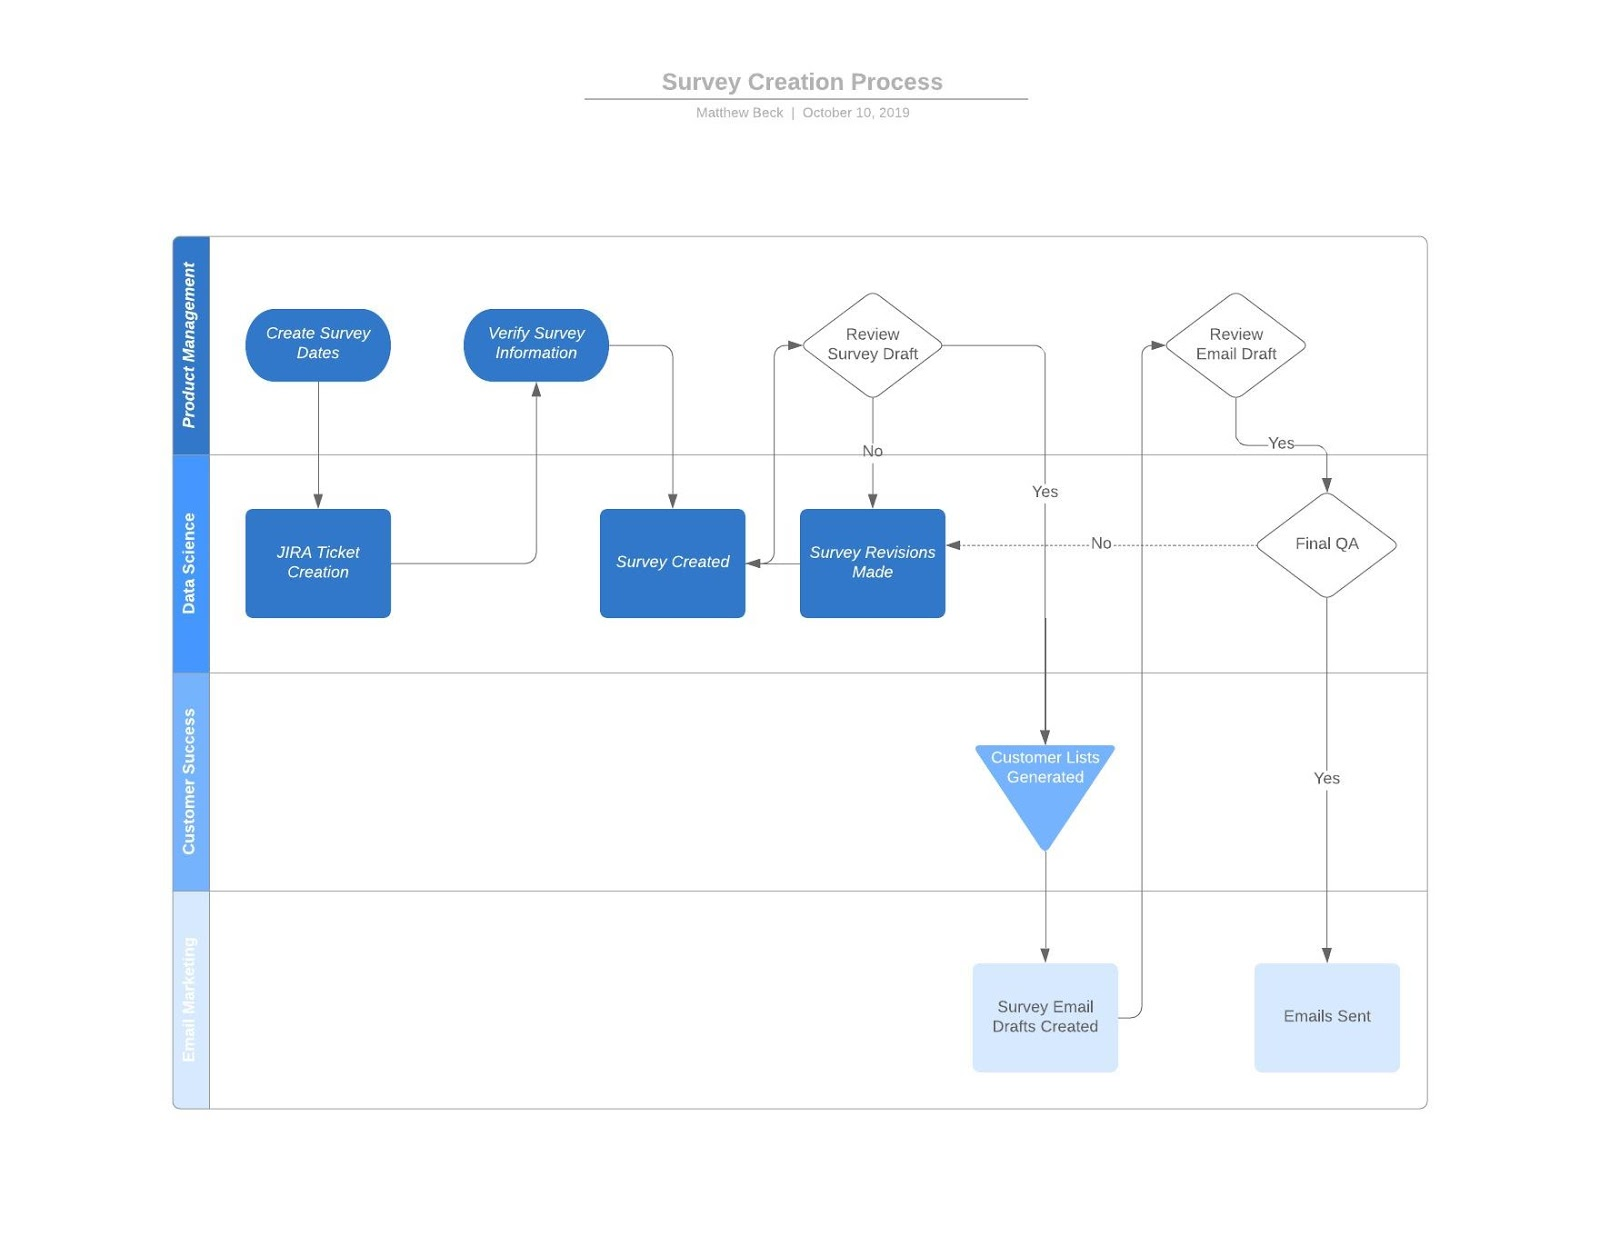 Survey Creation Process
Matthew Beck | October 10, 2019
Product Management
Create Survey
Dates
Verify Survey
Information
Review
Survey Draft
Review
Email Draft
No
Yes
Yes
Data Science
JIRA Ticket
Creation
Survey Created
Survey Revisions
Made
No
Final QA
Customer Success
Customer Lists
Generated
Yes
Email Marketing
Survey Email
Drafts Created
Emails Sent